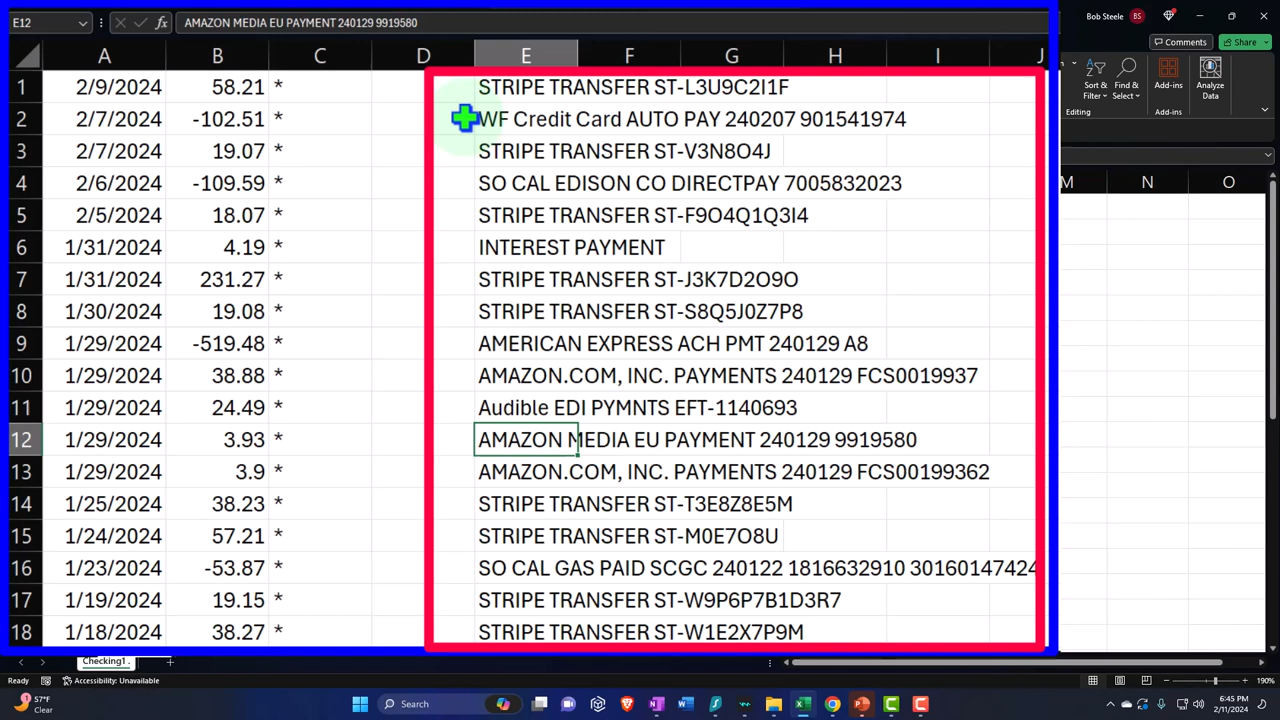 E12
fx
AMAZON MEDIA EU PAYMENT 240129 9919580
Bob Steele
BS
Comments
Share
Sort & Filter
Find & Select
Add-ins
Analyze Data
Editing
Add-ins
A B C D E F G H I J
M N O
1 2/9/2024 58.21 * STRIPE TRANSFER ST-L3U9C2I1F
2 2/7/2024 -102.51 * WF Credit Card AUTO PAY 240207 901541974
3 2/7/2024 19.07 * STRIPE TRANSFER ST-V3N8O4J
4 2/6/2024 -109.59 * SO CAL EDISON CO DIRECTPAY 7005832023
5 2/5/2024 18.07 * STRIPE TRANSFER ST-F9O4Q1Q3I4
6 1/31/2024 4.19 * INTEREST PAYMENT
7 1/31/2024 231.27 * STRIPE TRANSFER ST-J3K7D2O9O
8 1/30/2024 19.08 * STRIPE TRANSFER ST-S8Q5J0Z7P8
9 1/29/2024 -519.48 * AMERICAN EXPRESS ACH PMT 240129 A8
10 1/29/2024 38.88 * AMAZON.COM, INC. PAYMENTS 240129 FCS0019937
11 1/29/2024 24.49 * Audible EDI PYMNTS EFT-1140693
12 1/29/2024 3.93 * AMAZON MEDIA EU PAYMENT 240129 9919580
13 1/29/2024 3.9 * AMAZON.COM, INC. PAYMENTS 240129 FCS00199362
14 1/25/2024 38.23 * STRIPE TRANSFER ST-T3E8Z8E5M
15 1/24/2024 57.21 * STRIPE TRANSFER ST-M0E7O8U
16 1/23/2024 -53.87 * SO CAL GAS PAID SCGC 240122 1816632910 30160147424
17 1/19/2024 19.15 * STRIPE TRANSFER ST-W9P6P7B1D3R7
18 1/18/2024 38.27 * STRIPE TRANSFER ST-W1E2X7P9M
Checking1
Ready
Accessibility: Unavailable
190%
57°F
Clear
Search
6:45 PM
2/11/2024